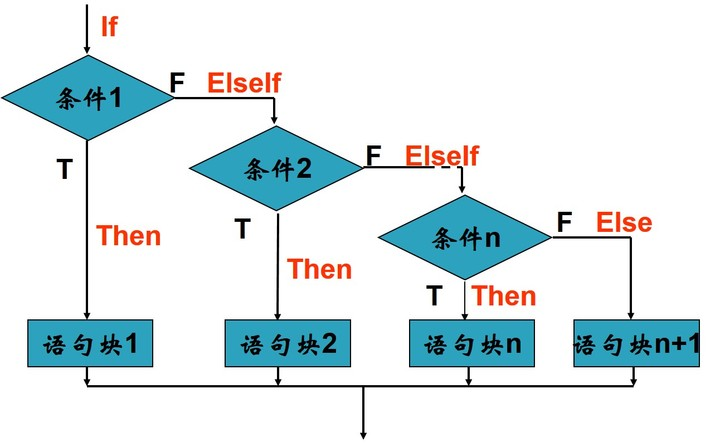 If
条件1
F ElseIf
条件2
F ElseIf
T
条件n
F Else
T
Then
Then
T Then
语句块1
语句块2
语句块n
语句块n+1